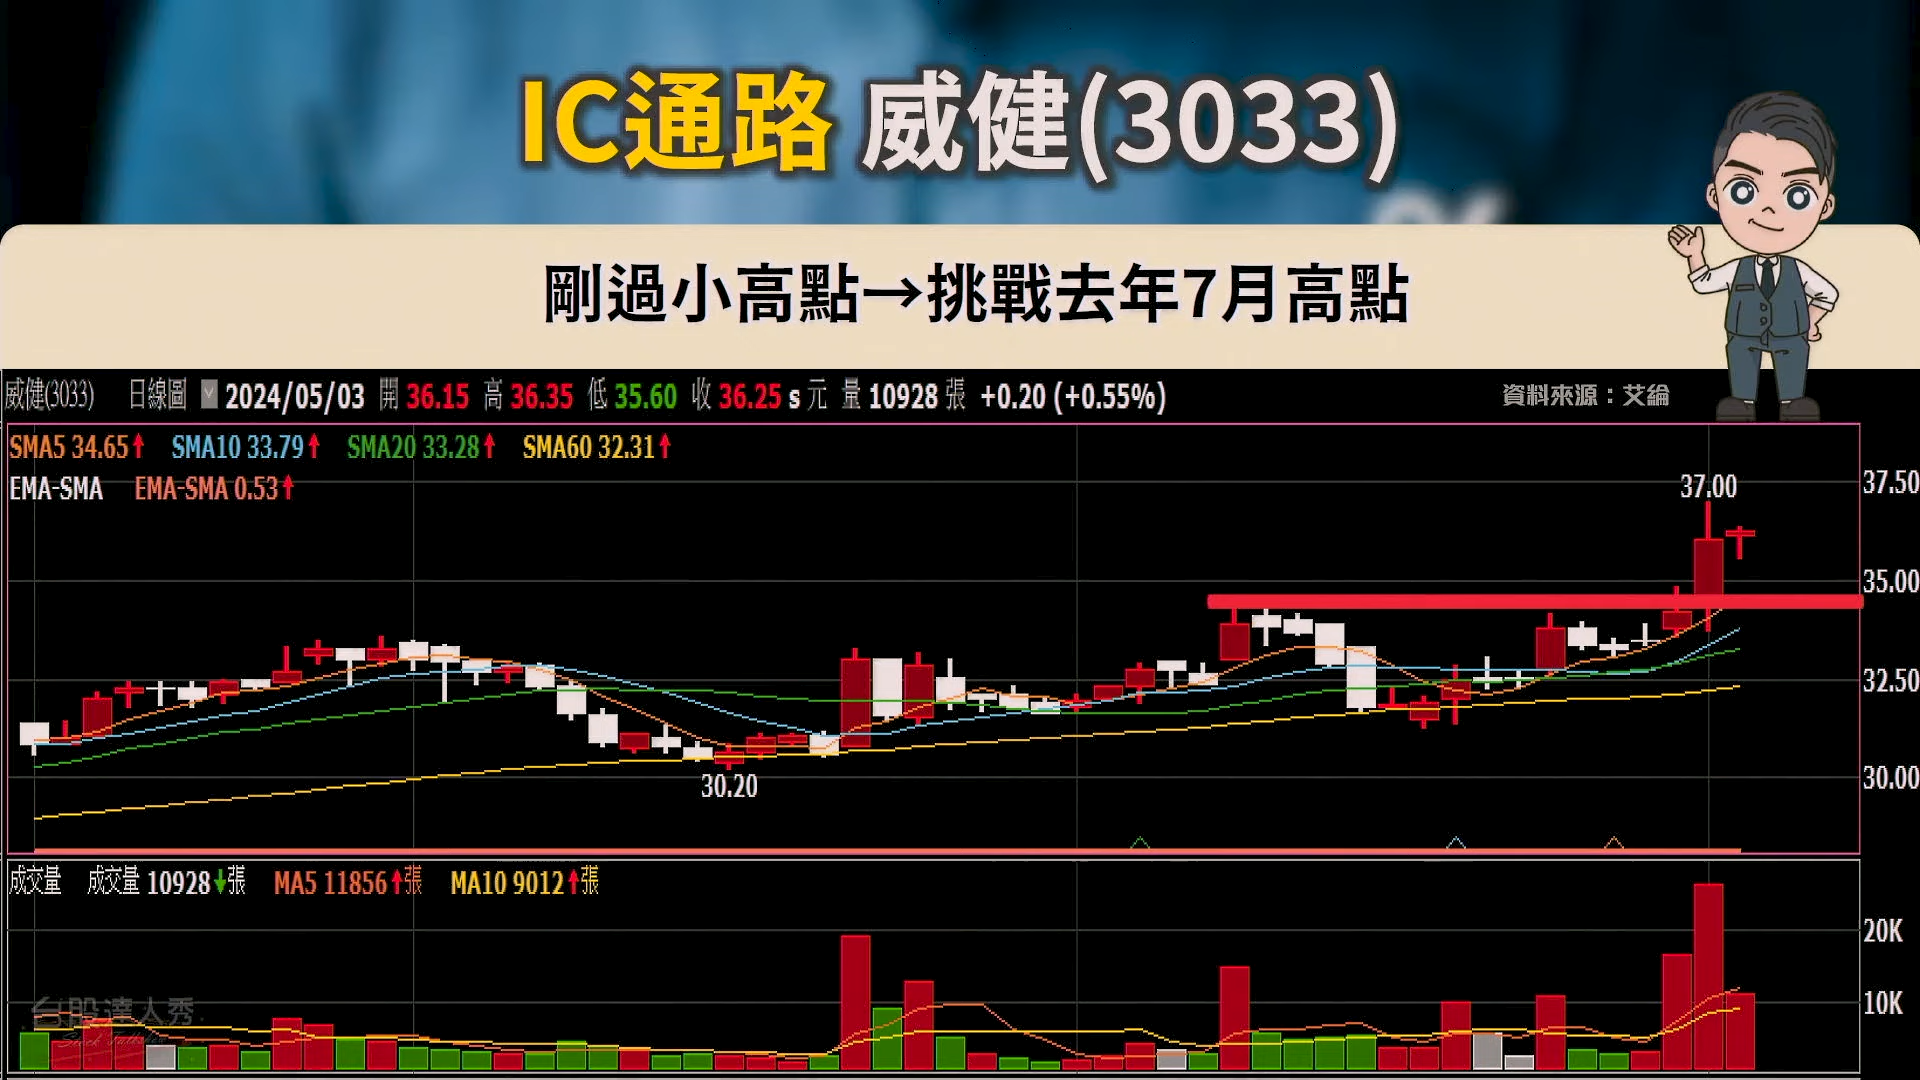 IC通路 威健(3033)
剛過小高點→挑戰去年7月高點
威健(3033) 日線圖 2024/05/03 開 36.15 高 36.35 低 35.60 收 36.25 s 元 量 10928 張 +0.20 (+0.55%)
資料來源：艾綸
SMA5 34.65↑ SMA10 33.79↑ SMA20 33.28↑ SMA60 32.31↑
EMA-SMA EMA-SMA 0.53↑
37.00
37.50
35.00
32.50
30.20
30.00
成交量 成交量 10928↓張 MA5 11856↑張 MA10 9012↑張
20K
10K
台股達人秀
Stock Talkshow